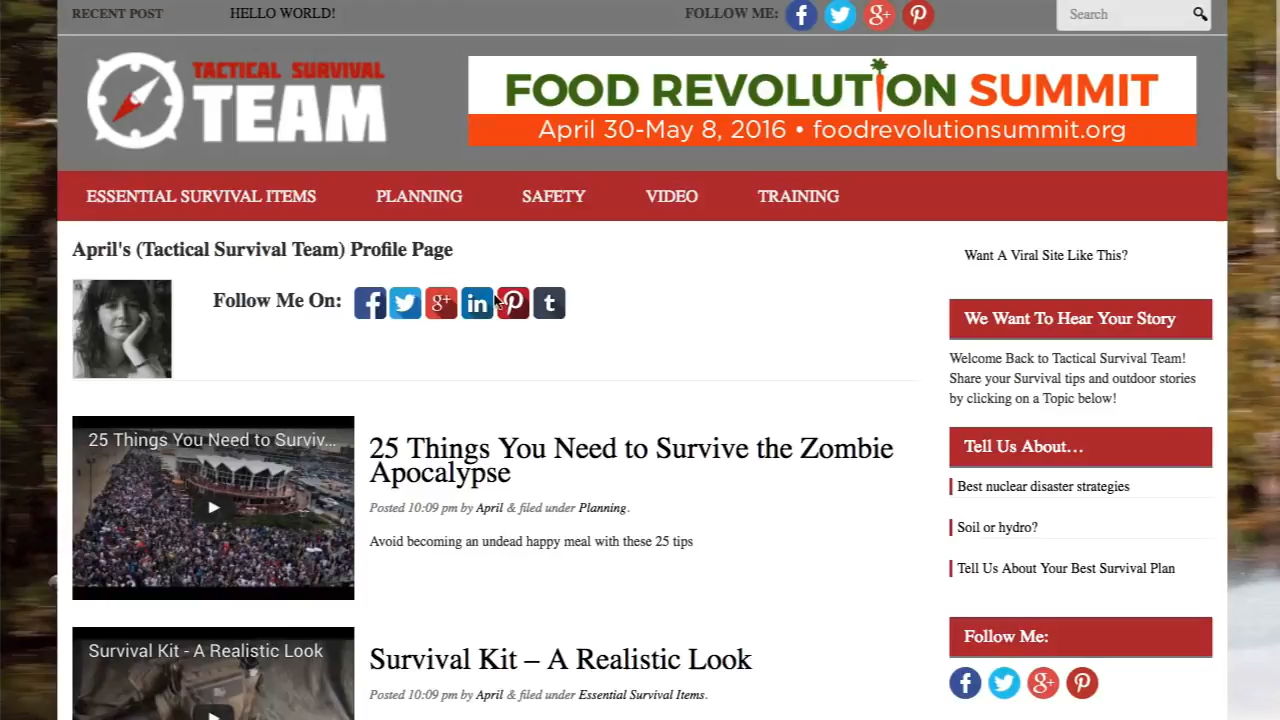 RECENT POST
HELLO WORLD!
FOLLOW ME:
Search
TACTICAL SURVIVAL
TEAM
FOOD REVOLUTION SUMMIT
April 30-May 8, 2016 • foodrevolutionsummit.org
ESSENTIAL SURVIVAL ITEMS
PLANNING
SAFETY
VIDEO
TRAINING
April's (Tactical Survival Team) Profile Page
Follow Me On:
25 Things You Need to Surviv...
25 Things You Need to Survive the Zombie
Apocalypse
Posted 10:09 pm by April & filed under Planning.
Avoid becoming an undead happy meal with these 25 tips
Survival Kit - A Realistic Look
Survival Kit – A Realistic Look
Posted 10:09 pm by April & filed under Essential Survival Items.
Want A Viral Site Like This?
We Want To Hear Your Story
Welcome Back to Tactical Survival Team!
Share your Survival tips and outdoor stories
by clicking on a Topic below!
Tell Us About…
Best nuclear disaster strategies
Soil or hydro?
Tell Us About Your Best Survival Plan
Follow Me: